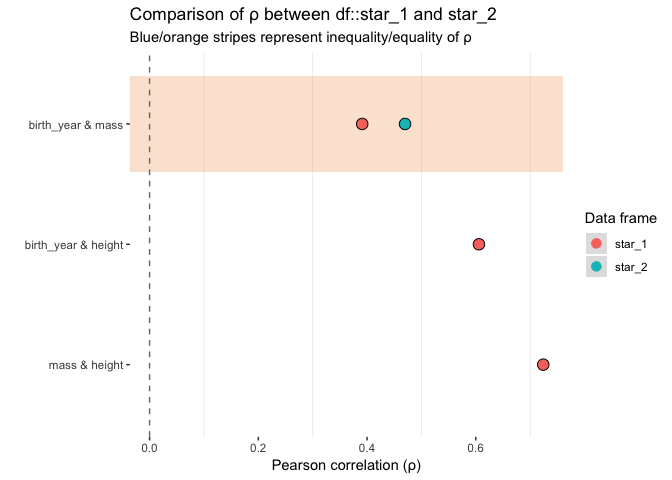 Comparison of ρ between df::star_1 and star_2
Blue/orange stripes represent inequality/equality of ρ
birth_year & mass
birth_year & height
mass & height
0.0
0.2
0.4
0.6
Pearson correlation (ρ)
Data frame
star_1
star_2